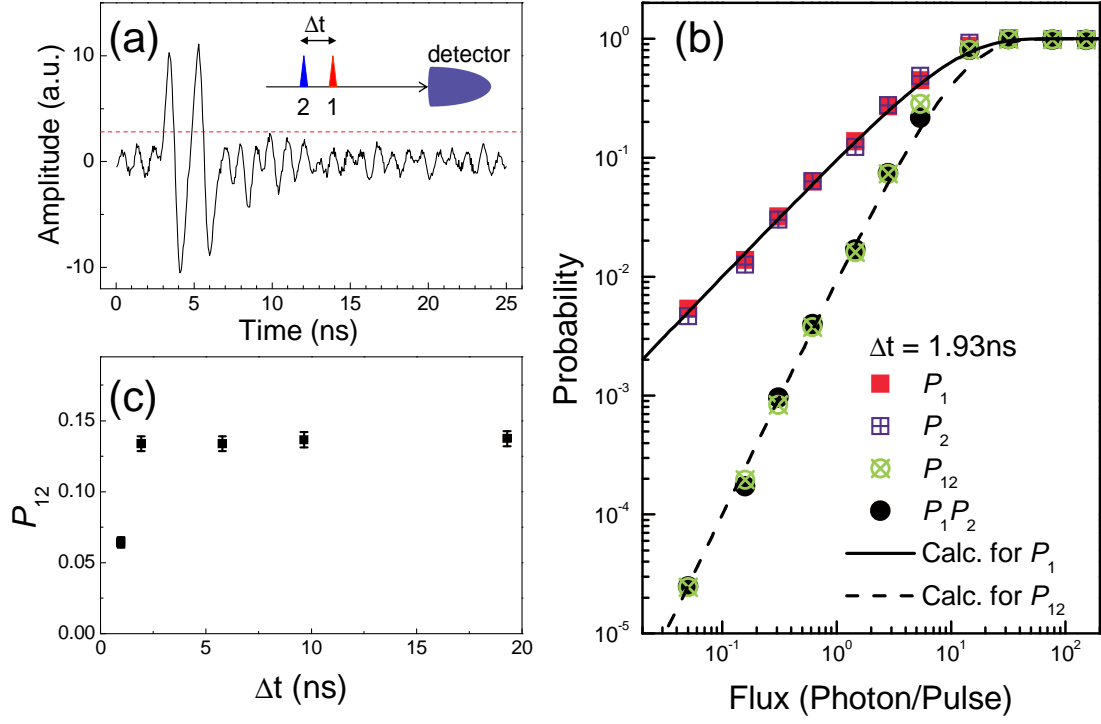 (a)
Δt
detector
2 1
10
0
-10
Amplitude (a.u.)
0 5 10 15 20 25
Time (ns)
(c)
0.15
0.10
0.05
0.00
P12
0 5 10 15 20
Δt (ns)
(b)
10^0
10^-1
10^-2
10^-3
10^-4
10^-5
Probability
Δt = 1.93ns
P1
P2
P12
P1P2
Calc. for P1
Calc. for P12
10^-1 10^0 10^1 10^2
Flux (Photon/Pulse)